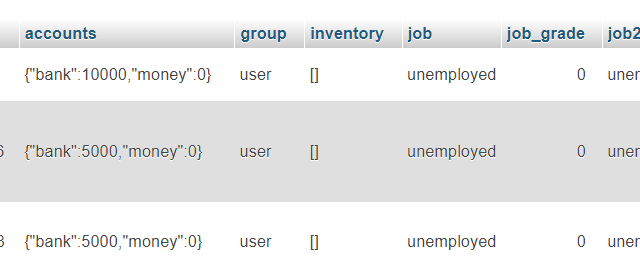 accounts group inventory job job_grade job2
{"bank":10000,"money":0} user [] unemployed 0 uner
6 {"bank":5000,"money":0} user [] unemployed 0 uner
3 {"bank":5000,"money":0} user [] unemployed 0 uner